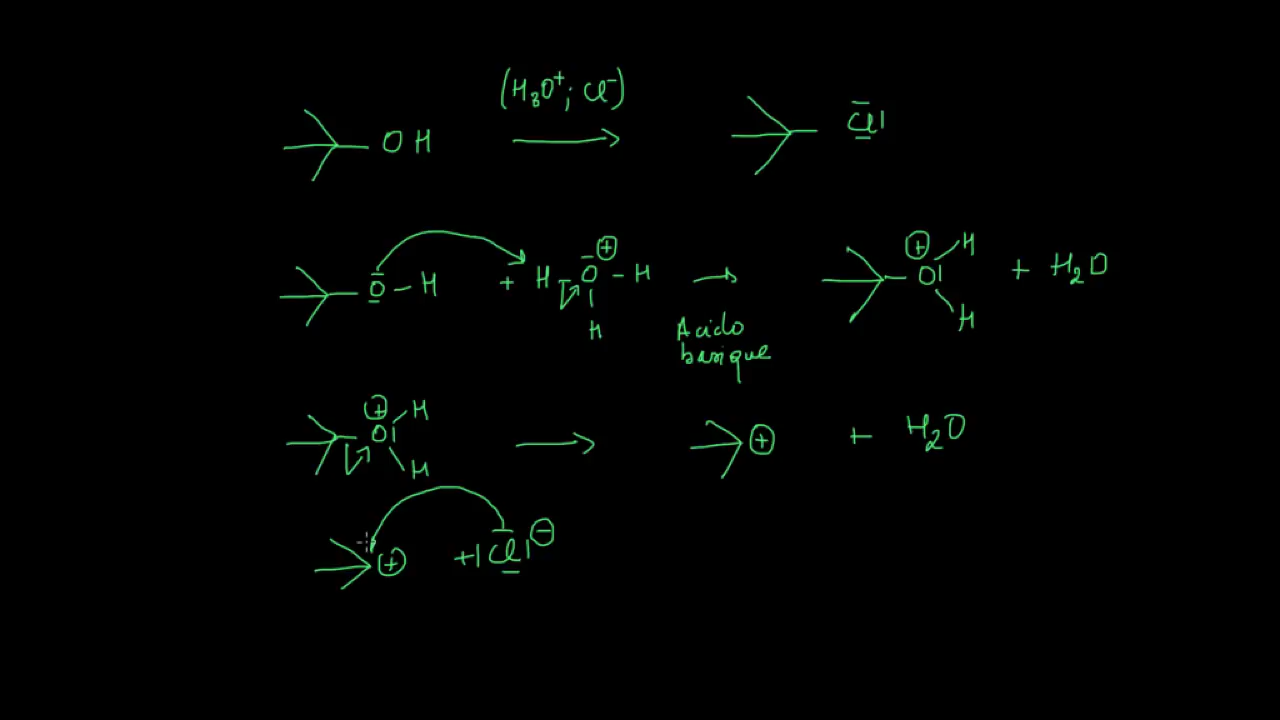 (H₃O⁺; Cl⁻)
OH → Cl
O – H + H – O⊕ – H → ⊕ O H + H₂O
H H
Acido
basique
⊕ O H → ⊕ + H₂O
H
⊕ + Cl ⊖